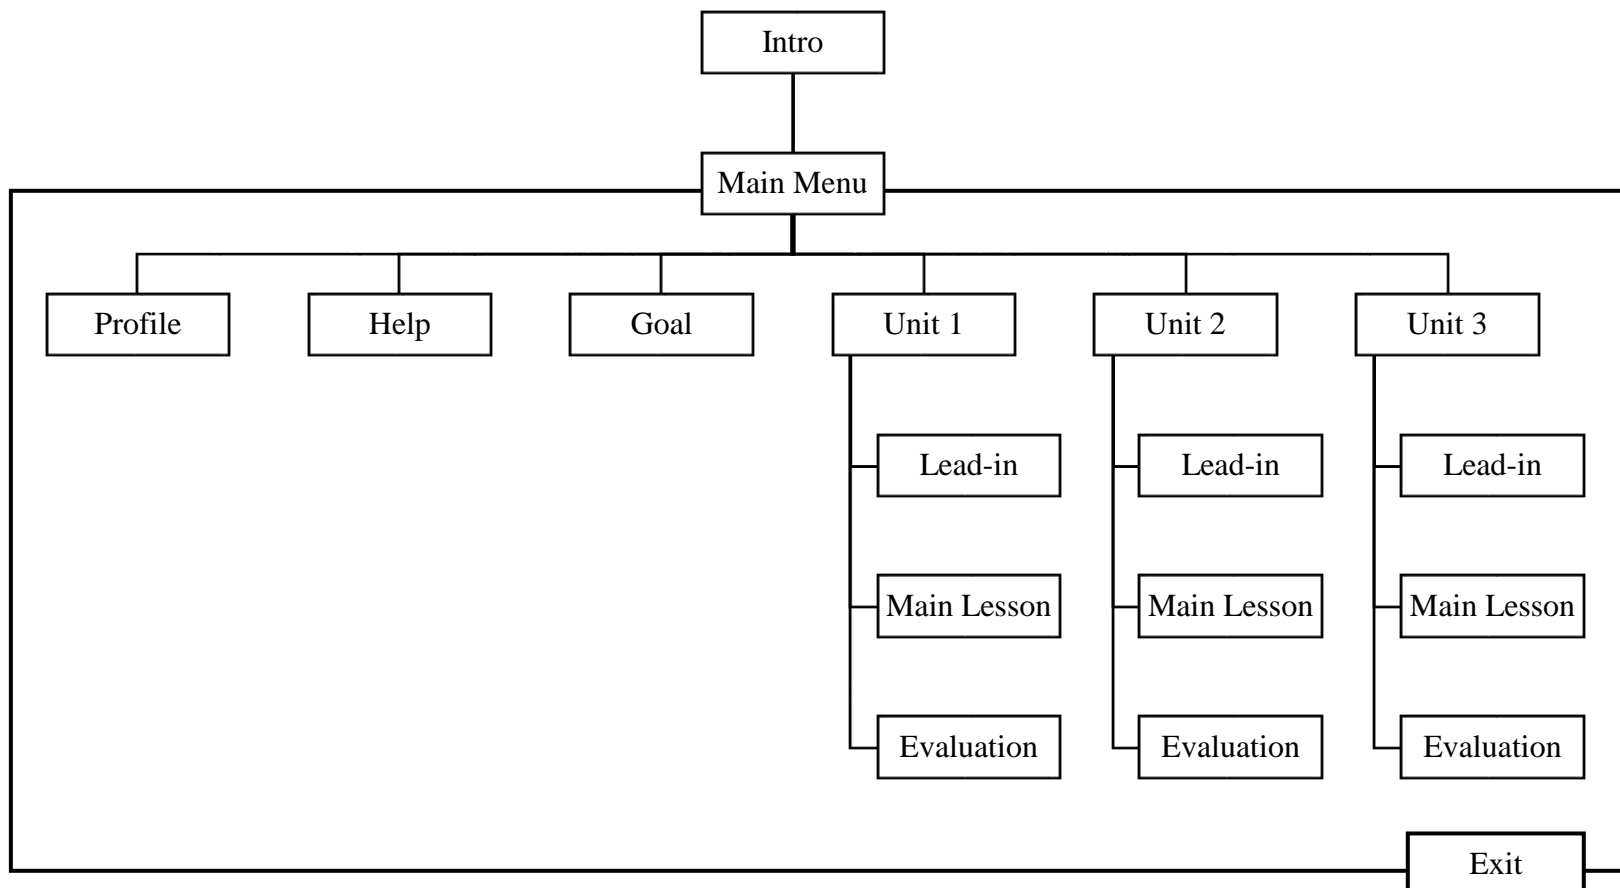 Intro
Main Menu
Profile
Help
Goal
Unit 1
Unit 2
Unit 3
Lead-in
Lead-in
Lead-in
Main Lesson
Main Lesson
Main Lesson
Evaluation
Evaluation
Evaluation
Exit